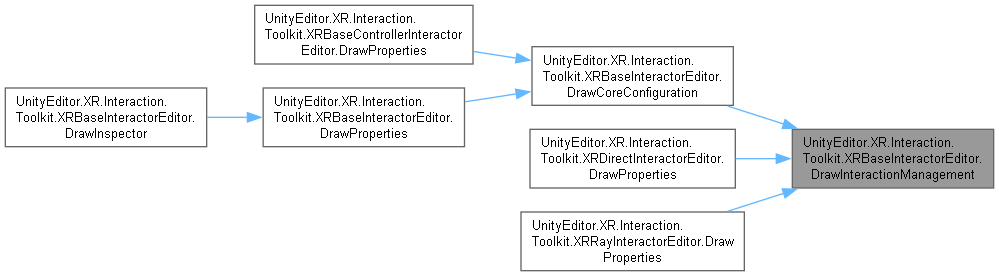 UnityEditor.XR.Interaction.
Toolkit.XRBaseControllerInteractor
Editor.DrawProperties
UnityEditor.XR.Interaction.
Toolkit.XRBaseInteractorEditor.
DrawCoreConfiguration
UnityEditor.XR.Interaction.
Toolkit.XRBaseInteractorEditor.
DrawInspector
UnityEditor.XR.Interaction.
Toolkit.XRBaseInteractorEditor.
DrawProperties
UnityEditor.XR.Interaction.
Toolkit.XRDirectInteractorEditor.
DrawProperties
UnityEditor.XR.Interaction.
Toolkit.XRBaseInteractorEditor.
DrawInteractionManagement
UnityEditor.XR.Interaction.
Toolkit.XRRayInteractorEditor.Draw
Properties